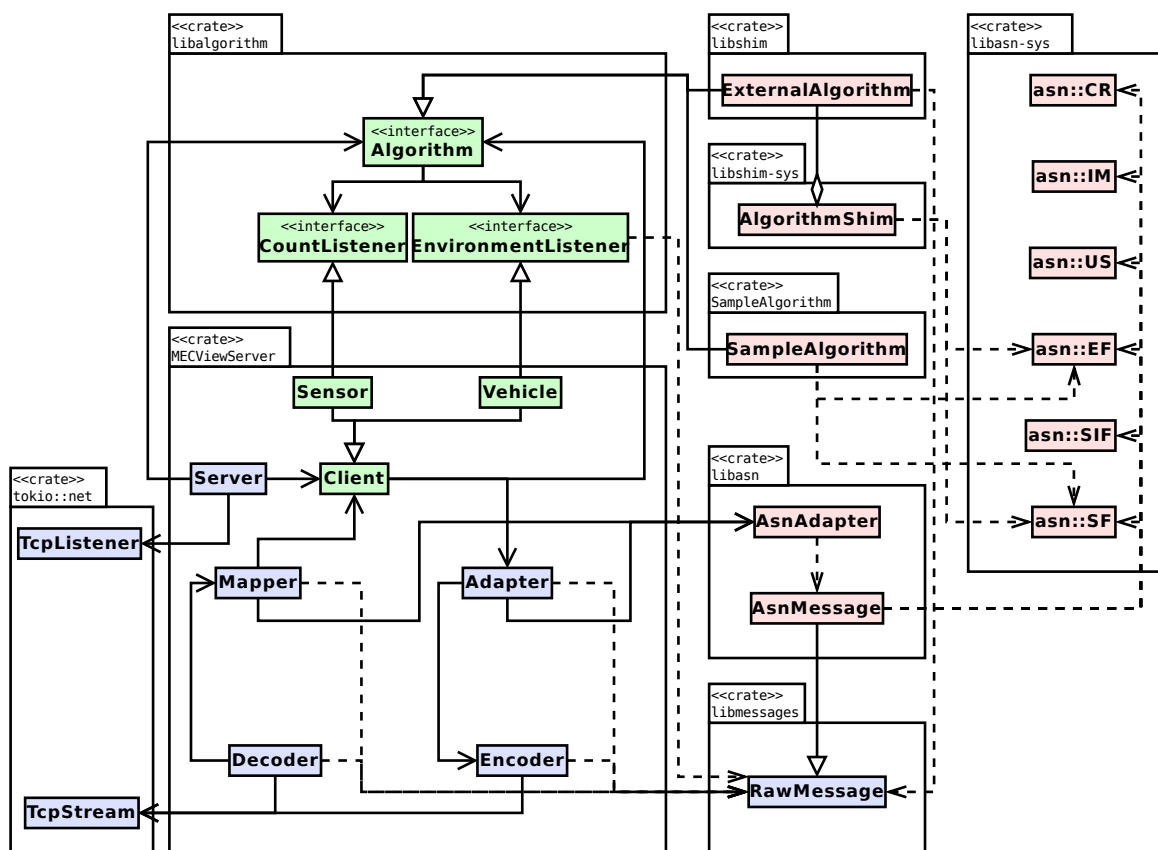 <<crate>>
libalgorithm
<<interface>>
Algorithm
<<interface>>
CountListener
<<interface>>
EnvironmentListener
<<crate>>
MECViewServer
Sensor
Vehicle
Server
Client
Mapper
Adapter
Decoder
Encoder
<<crate>>
tokio::net
TcpListener
TcpStream
<<crate>>
libshim
ExternalAlgorithm
<<crate>>
libshim-sys
AlgorithmShim
<<crate>>
SampleAlgorithm
SampleAlgorithm
<<crate>>
libasn
AsnAdapter
AsnMessage
<<crate>>
libmessages
RawMessage
<<crate>>
libasn-sys
asn::CR
asn::IM
asn::US
asn::EF
asn::SIF
asn::SF